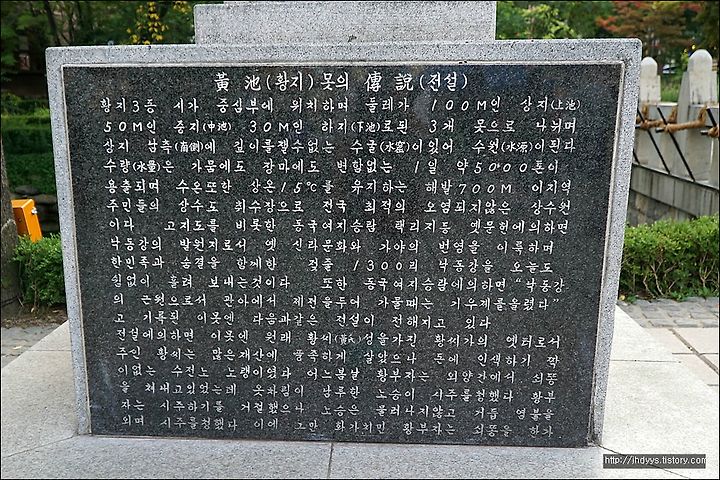 黃 池(황지)못의 傳 說(전설)
황지3동 시가 중심부에 위치하며 둘레가 100M인 상지(上池)
50M인 중지(中池) 30M인 하지(下池)로된 3개 못으로 나뉘며
상지 남측(南側)에 깊이를잴수없는 수굴(水窟)이있어 수원(水源)이된다
수량(水量)은 가뭄에도 장마에도 변함없는 1일 약5000톤이
용출되며 수온또한 상온15℃를 유지하는 해발700M 이지역
주민들의 상수도 취수장으로 전국 최적의 오염되지않은 상수원
이다 고지도를 비롯한 동국여지승람 택리지등 옛문헌에의하면
낙동강의 발원지로서 옛 신라문화와 가야의 번영을 이룩하며
한민족과 숨결을 함께한 젖줄 1300리 낙동강을 오늘도
쉴없이 흘려 보내는것이다 또한 동국여지승람에의하면 "낙동강
의 근원으로서 관아에서 제전을두어 가물때는 기우제를올렸다"
고 기록된 이못엔 다음과같은 전설이 전해지고 있다
전설에의하면 이못엔 원래 황씨(黃氏)성을가진 황씨가의 옛터로서
주인 황씨는 많은재산에 풍족하게 살았으나 돈에 인색하기 짝
이없는 수전노 노랭이였다 어느봄날 황부자는 외양간에서 쇠똥
을 쳐내고있었는데 옷차림이 남루한 노승이 시주를청했다 황부
자는 시주하기를 거절했으나 노승은 물러나지않고 거듭 염불을
외며 시주를청했다 이에 그만 화가치민 황부자는 쇠똥을 한가
http://ihdyys.tistory.com